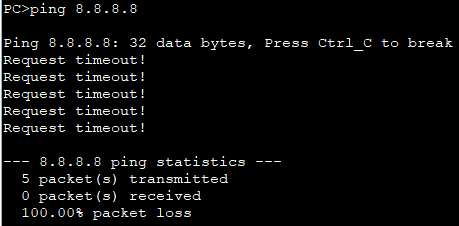 PC>ping 8.8.8.8
Ping 8.8.8.8: 32 data bytes, Press Ctrl_C to break
Request timeout!
Request timeout!
Request timeout!
Request timeout!
Request timeout!
--- 8.8.8.8 ping statistics ---
5 packet(s) transmitted
0 packet(s) received
100.00% packet loss